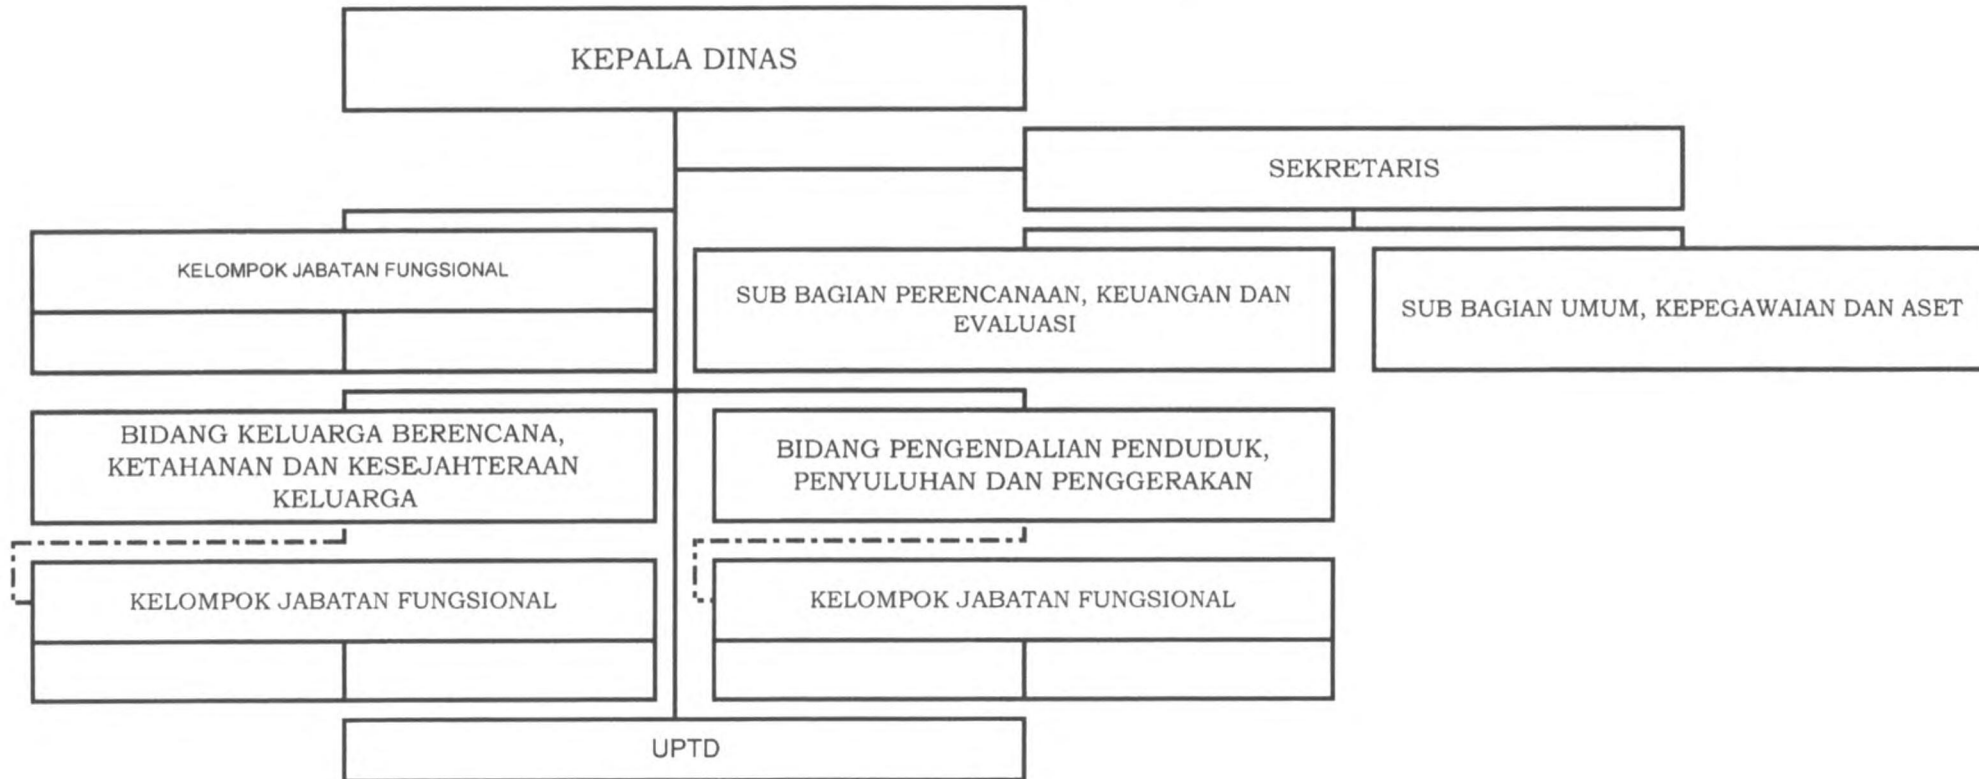 KEPALA DINAS
SEKRETARIS
KELOMPOK JABATAN FUNGSIONAL
SUB BAGIAN PERENCANAAN, KEUANGAN DAN
EVALUASI
SUB BAGIAN UMUM, KEPEGAWAIAN DAN ASET
BIDANG KELUARGA BERENCANA,
KETAHANAN DAN KESEJAHTERAAN
KELUARGA
BIDANG PENGENDALIAN PENDUDUK,
PENYULUHAN DAN PENGGERAKAN
KELOMPOK JABATAN FUNGSIONAL
KELOMPOK JABATAN FUNGSIONAL
UPTD